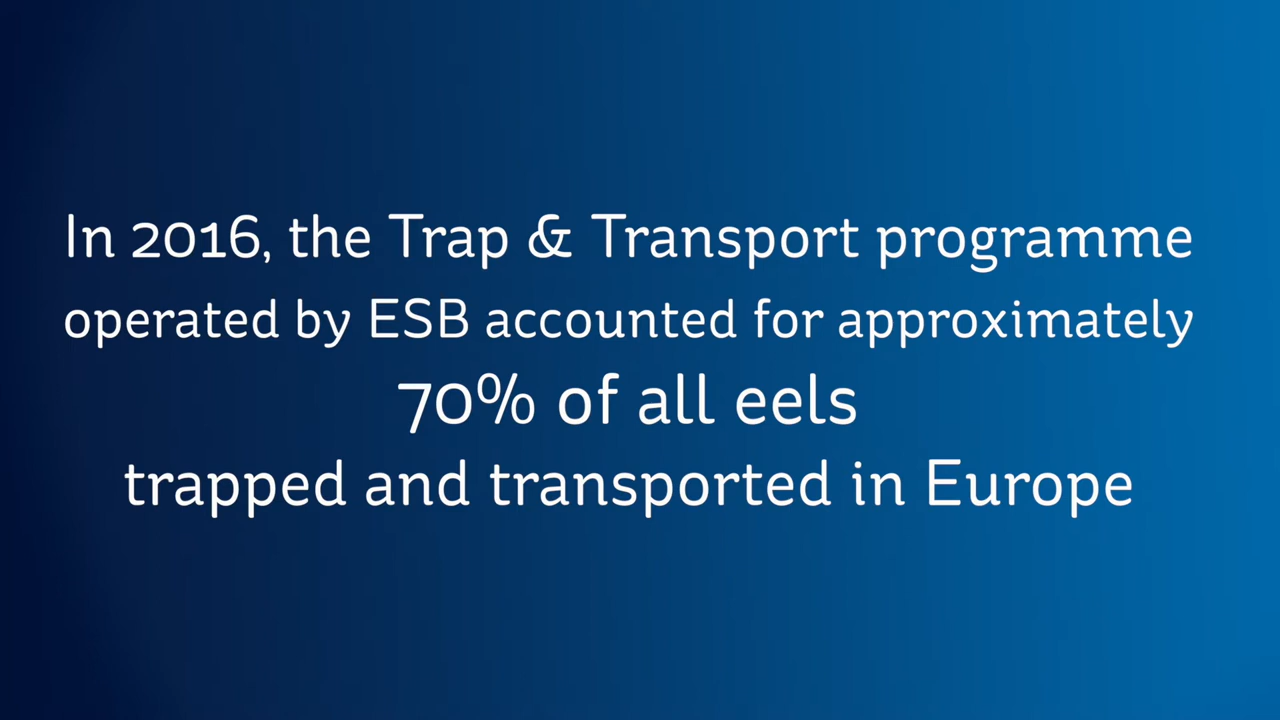 In 2016, the Trap & Transport programme
operated by ESB accounted for approximately
70% of all eels
trapped and transported in Europe